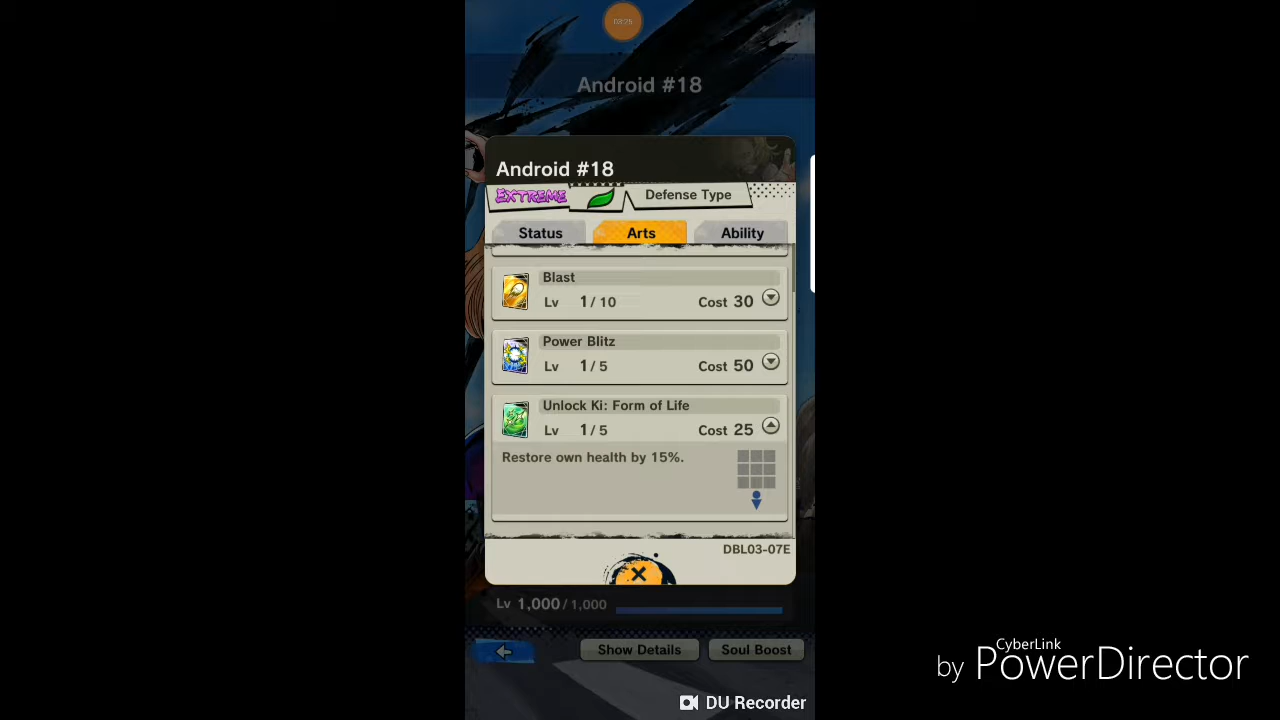 Android #18
Android #18
EXTREME
Defense Type
Status
Arts
Ability
Blast
Lv 1/10 Cost 30
Power Blitz
Lv 1/5 Cost 50
Unlock Ki: Form of Life
Lv 1/5 Cost 25
Restore own health by 15%.
DBL03-07E
Lv 1,000/1,000
Show Details
Soul Boost
CyberLink
by PowerDirector
DU Recorder